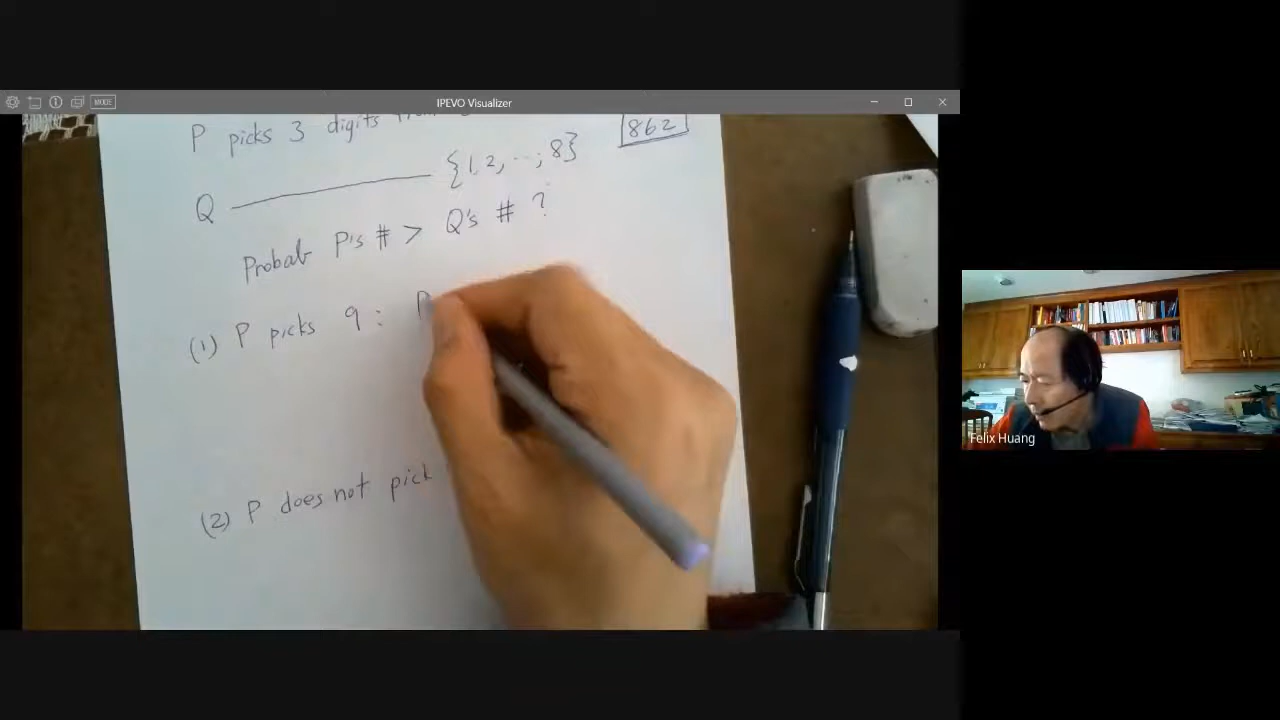 MODE
IPEVO Visualizer
P picks 3 digits
862
Q ——— {1, 2, ..., 8}
Probab P's # > Q's # ?
(1) P picks 9 :
(2) P does not pick
Felix Huang